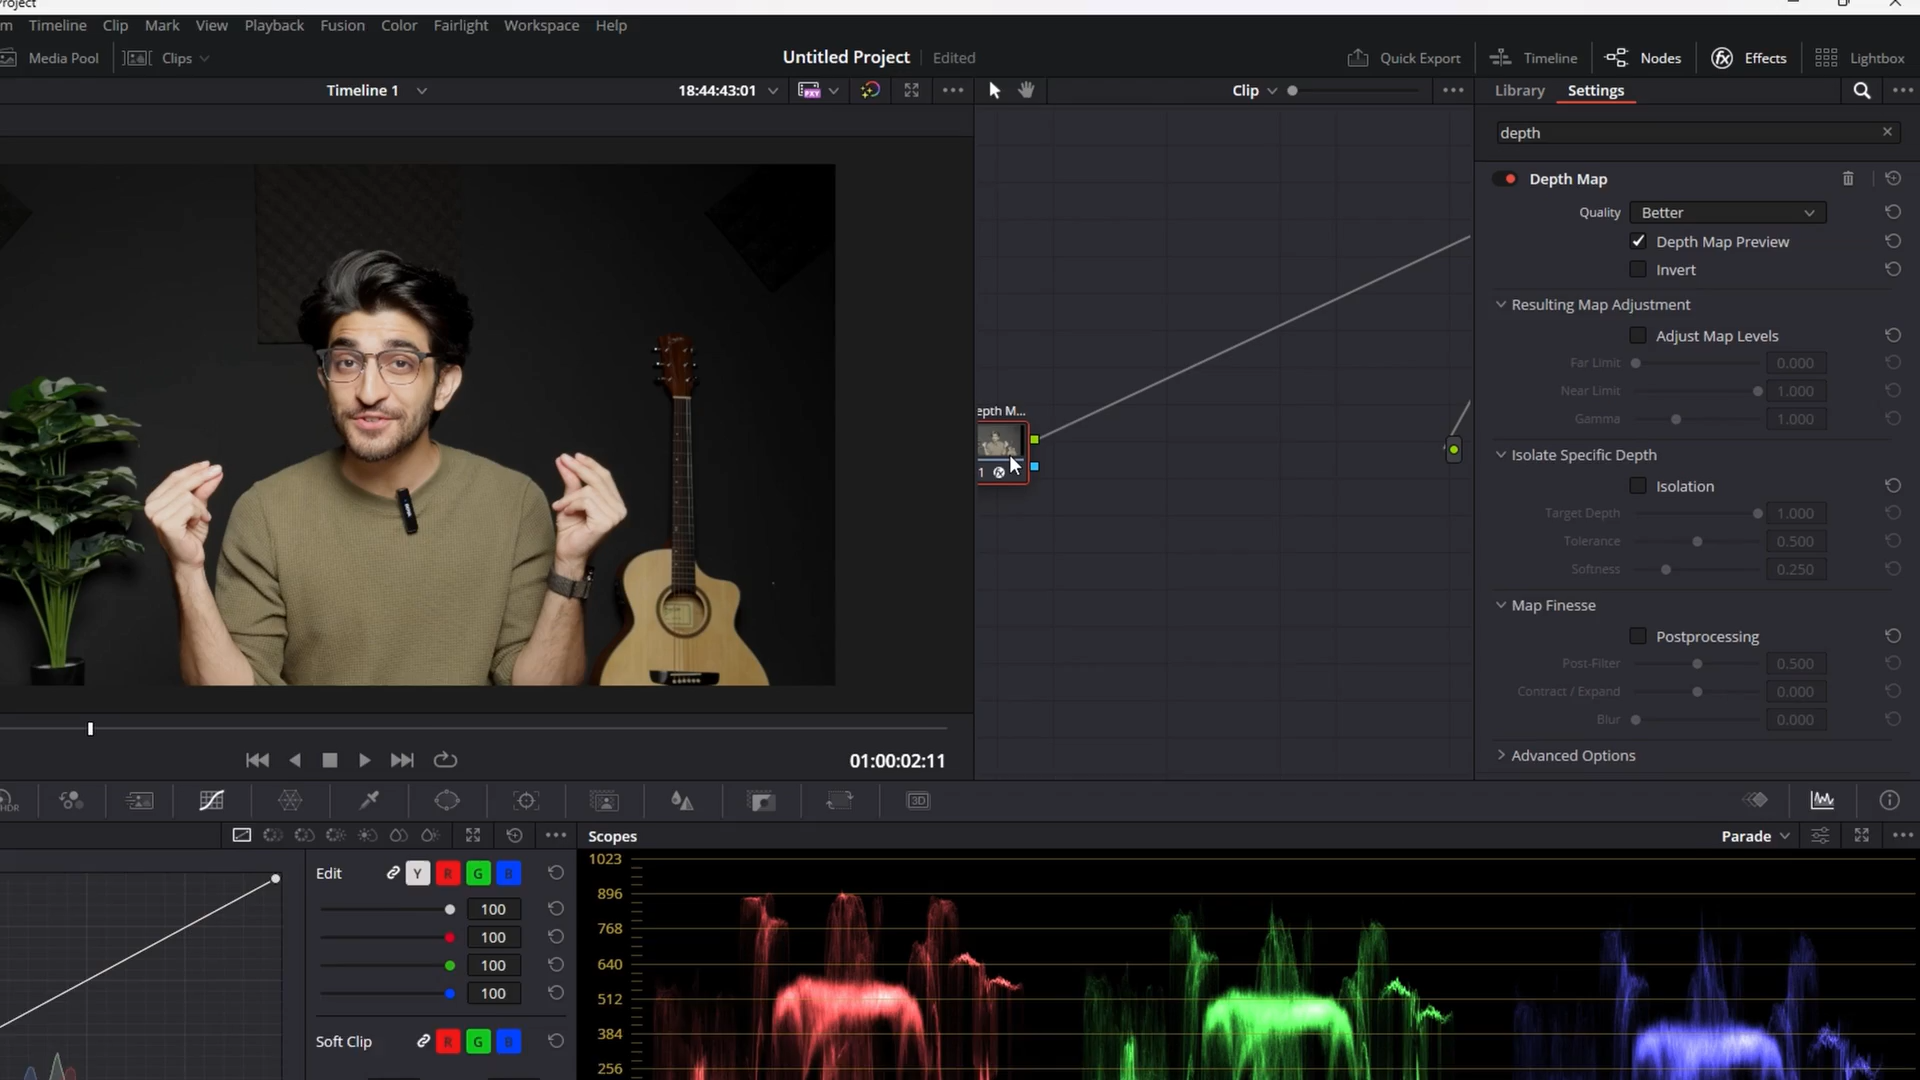 roject
m Timeline Clip Mark View Playback Fusion Color Fairlight Workspace Help
Media Pool Clips Untitled Project Edited Quick Export Timeline Nodes Effects Lightbox
Timeline 1 18:44:43:01 PXY Clip Library Settings
depth
Depth Map
Quality Better
Depth Map Preview
Invert
Resulting Map Adjustment
Adjust Map Levels
Far Limit 0.000
Near Limit 1.000
Gamma 1.000
epth M...
1
Isolate Specific Depth
Isolation
Target Depth 1.000
Tolerance 0.500
Softness 0.250
Map Finesse
Postprocessing
Post-Filter 0.500
Contract / Expand 0.000
Blur 0.000
Advanced Options
01:00:02:11
HDR 3D
Scopes Parade
Edit Y R G B
100
100
100
100
Soft Clip R G B
1023
896
768
640
512
384
256